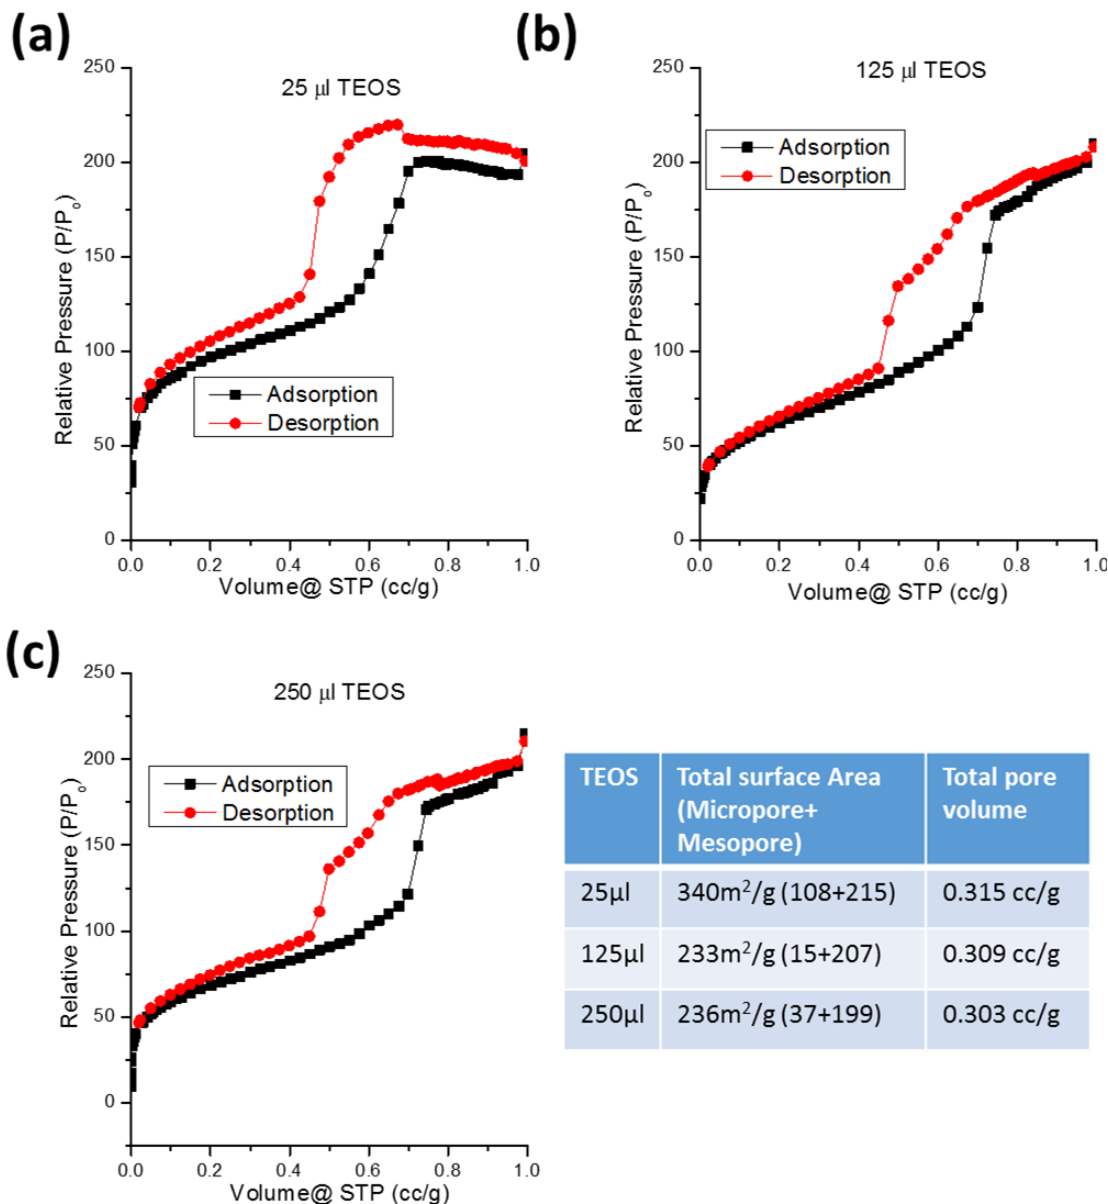 (a)
25 μl TEOS
Relative Pressure (P/P₀)
250
200
150
100
50
0
Adsorption
Desorption
0.0 0.2 0.4 0.6 0.8 1.0
Volume@ STP (cc/g)
(b)
125 μl TEOS
Relative Pressure (P/P₀)
250
200
150
100
50
0
Adsorption
Desorption
0.0 0.2 0.4 0.6 0.8 1.0
Volume@ STP (cc/g)
(c)
250 μl TEOS
Relative Pressure (P/P₀)
250
200
150
100
50
0
Adsorption
Desorption
0.0 0.2 0.4 0.6 0.8 1.0
Volume@ STP (cc/g)
TEOS Total surface Area Total pore
(Micropore+ volume
Mesopore)
25μl 340m²/g (108+215) 0.315 cc/g
125μl 233m²/g (15+207) 0.309 cc/g
250μl 236m²/g (37+199) 0.303 cc/g